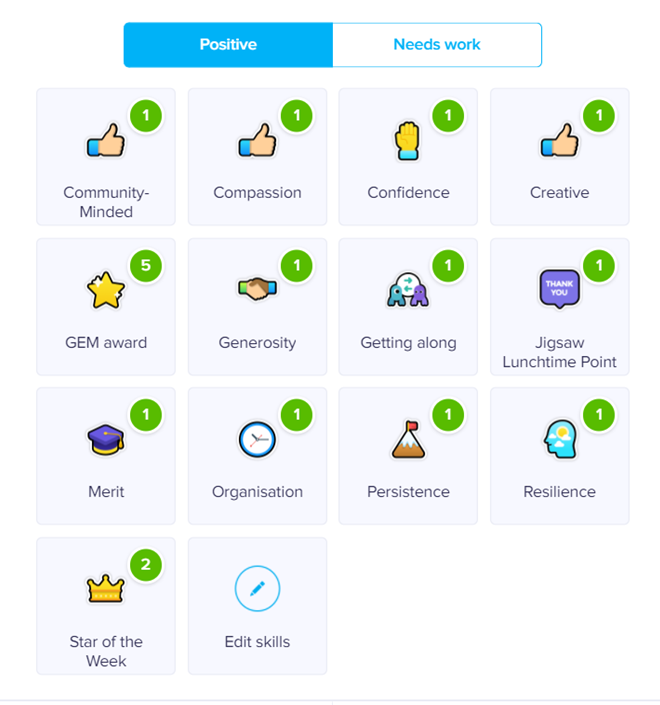 Positive
Needs work
1
1
1
1
Community-
Minded
Compassion
Confidence
Creative
5
1
1
THANK
YOU
1
GEM award
Generosity
Getting along
Jigsaw
Lunchtime Point
1
1
1
1
Merit
Organisation
Persistence
Resilience
2
Star of the
Week
Edit skills